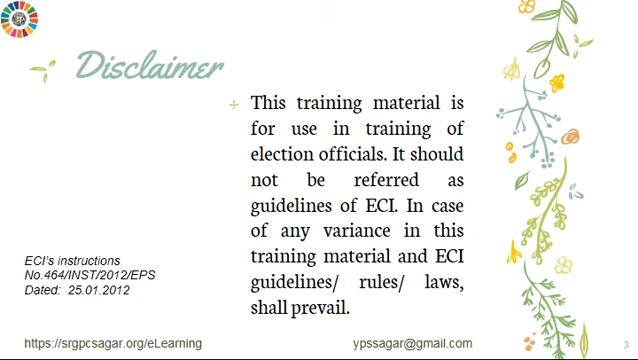 Disclaimer
This training material is
for use in training of
election officials. It should
not be referred as
guidelines of ECI. In case
of any variance in this
training material and ECI
guidelines/ rules/ laws,
shall prevail.
ECI's instructions
No.464/INST/2012/EPS
Dated: 25.01.2012
https://srgpcsagar.org/eLearning
ypssagar@gmail.com
3